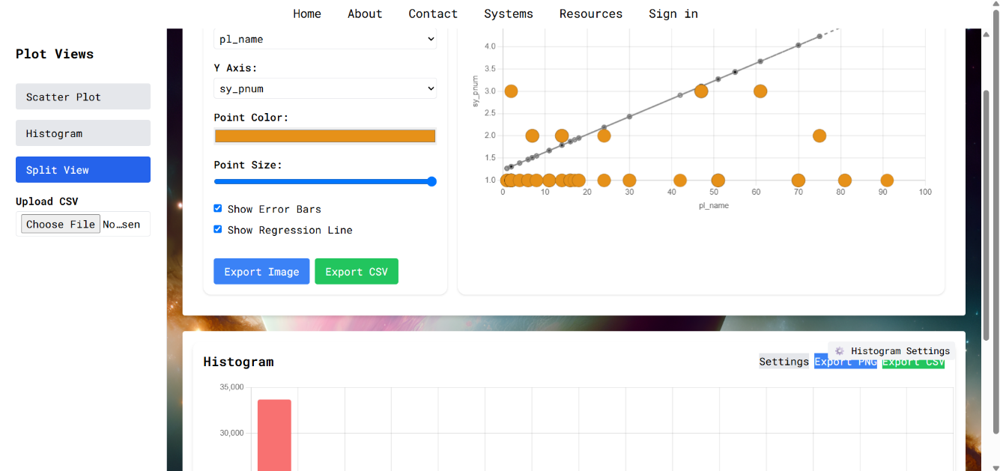 Home About Contact Systems Resources Sign in
Plot Views
Scatter Plot
Histogram
Split View
Upload CSV
Choose File No…sen
pl_name
Y Axis:
sy_pnum
Point Color:
Point Size:
Show Error Bars
Show Regression Line
Export Image Export CSV
sy_pnum
4.0
3.5
3.0
2.5
2.0
1.5
1.0
0 10 20 30 40 50 60 70 80 90 100
pl_name
Histogram
Histogram Settings
Settings Export PNG Export CSV
35,000
30,000